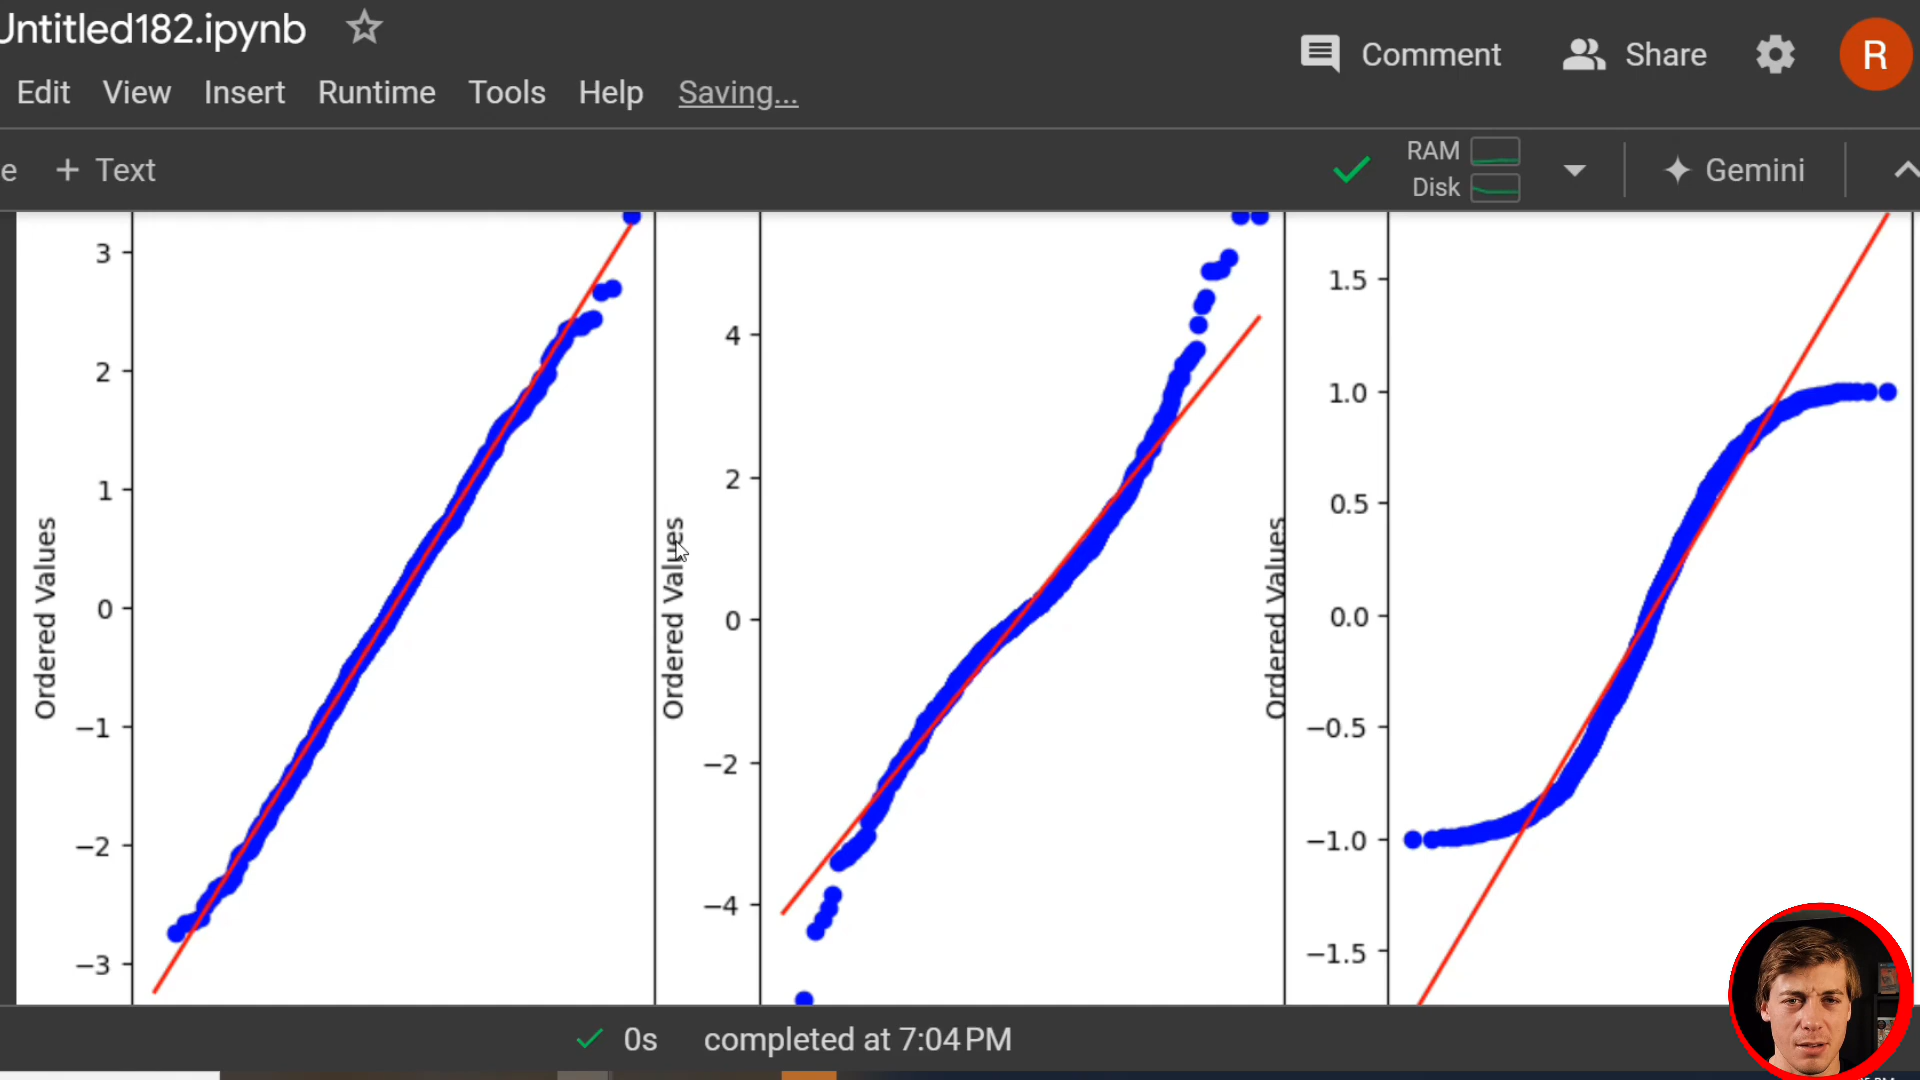 Untitled182.ipynb
Comment
Share
R
Edit View Insert Runtime Tools Help Saving...
e + Text
RAM
Disk
Gemini
3
2
1
0
−1
−2
−3
Ordered Values
4
2
0
−2
−4
Ordered Values
1.5
1.0
0.5
0.0
−0.5
−1.0
−1.5
Ordered Values
0s completed at 7:04 PM